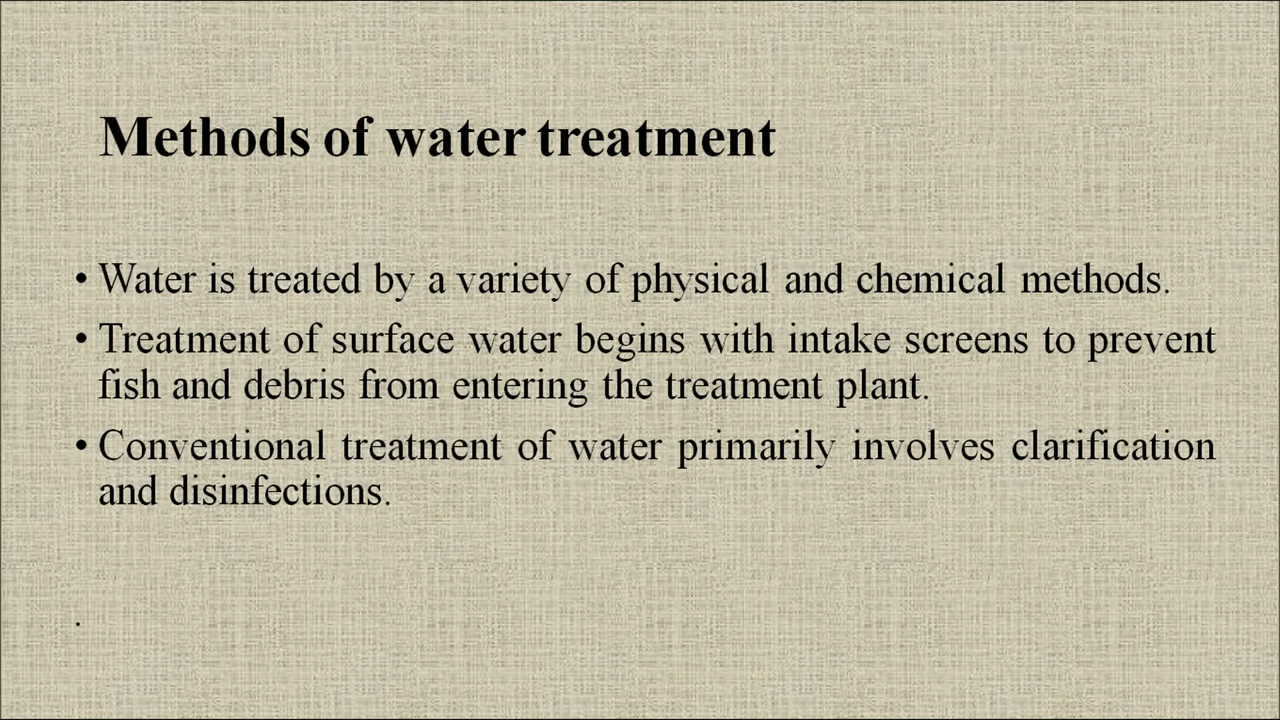 Methods of water treatment
• Water is treated by a variety of physical and chemical methods.
• Treatment of surface water begins with intake screens to prevent
fish and debris from entering the treatment plant.
• Conventional treatment of water primarily involves clarification
and disinfections.
.